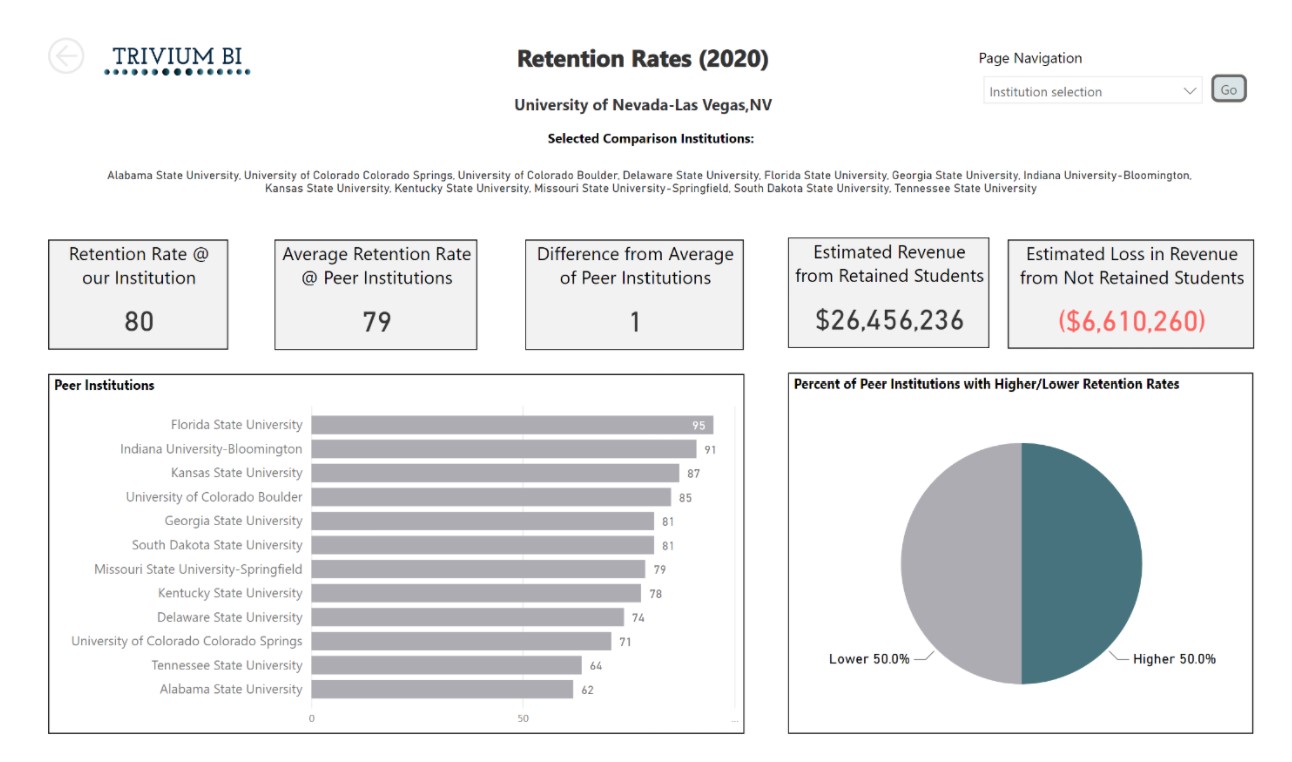 TRIVIUM BI
Retention Rates (2020)
University of Nevada-Las Vegas,NV
Page Navigation
Institution selection
Go
Selected Comparison Institutions:
Alabama State University, University of Colorado Colorado Springs, University of Colorado Boulder, Delaware State University, Florida State University, Georgia State University, Indiana University-Bloomington,
Kansas State University, Kentucky State University, Missouri State University-Springfield, South Dakota State University, Tennessee State University
Retention Rate @
our Institution
80
Average Retention Rate
@ Peer Institutions
79
Difference from Average
of Peer Institutions
1
Estimated Revenue
from Retained Students
$26,456,236
Estimated Loss in Revenue
from Not Retained Students
($6,610,260)
Peer Institutions
Florida State University 95
Indiana University-Bloomington 91
Kansas State University 87
University of Colorado Boulder 85
Georgia State University 81
South Dakota State University 81
Missouri State University-Springfield 79
Kentucky State University 78
Delaware State University 74
University of Colorado Colorado Springs 71
Tennessee State University 64
Alabama State University 62
0 50 ...
Percent of Peer Institutions with Higher/Lower Retention Rates
Lower 50.0% Higher 50.0%